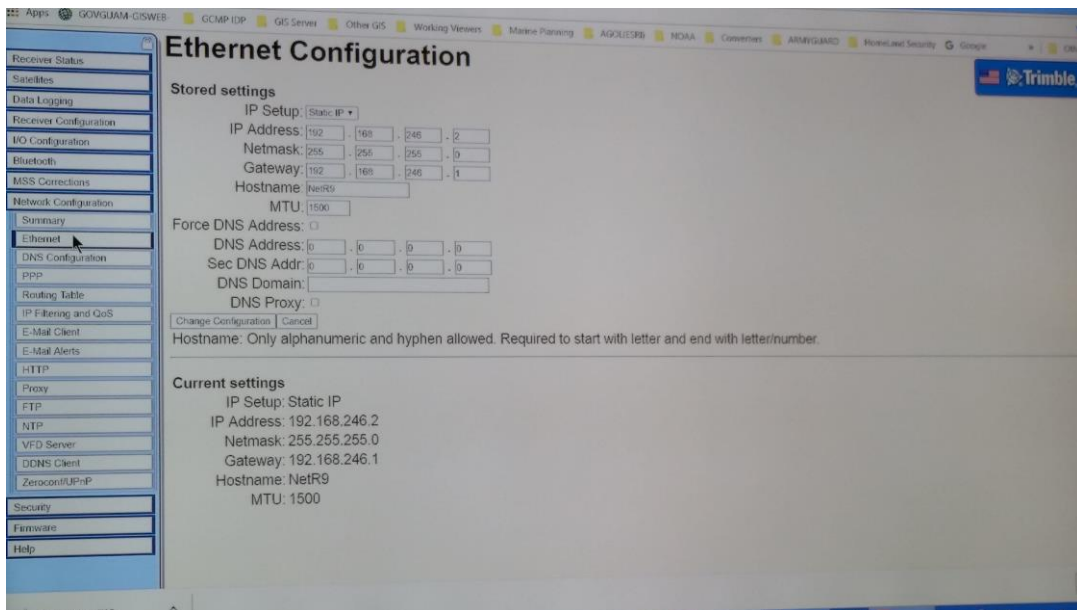 Apps GOVGUAM-GISWEB GCMP IDP GIS Server Other GIS Working Viewers Marine Planning AGOL/ESRI NOAA Converters ARMYGUARD HomeLand Security Google
Trimble
Receiver Status
Satellites
Data Logging
Receiver Configuration
I/O Configuration
Bluetooth
MSS Corrections
Network Configuration
Summary
Ethernet
DNS Configuration
PPP
Routing Table
IP Filtering and QoS
E-Mail Client
E-Mail Alerts
HTTP
Proxy
FTP
NTP
VFD Server
DDNS Client
Zeroconf/UPnP
Security
Firmware
Help
Ethernet Configuration
Stored settings
IP Setup: Static IP
IP Address: 192 . 168 . 246 . 2
Netmask: 255 . 255 . 255 . 0
Gateway: 192 . 168 . 246 . 1
Hostname: NetR9
MTU: 1500
Force DNS Address:
DNS Address: 0 . 0 . 0 . 0
Sec DNS Addr: 0 . 0 . 0 . 0
DNS Domain:
DNS Proxy:
Change Configuration Cancel
Hostname: Only alphanumeric and hyphen allowed. Required to start with letter and end with letter/number.
Current settings
IP Setup: Static IP
IP Address: 192.168.246.2
Netmask: 255.255.255.0
Gateway: 192.168.246.1
Hostname: NetR9
MTU: 1500